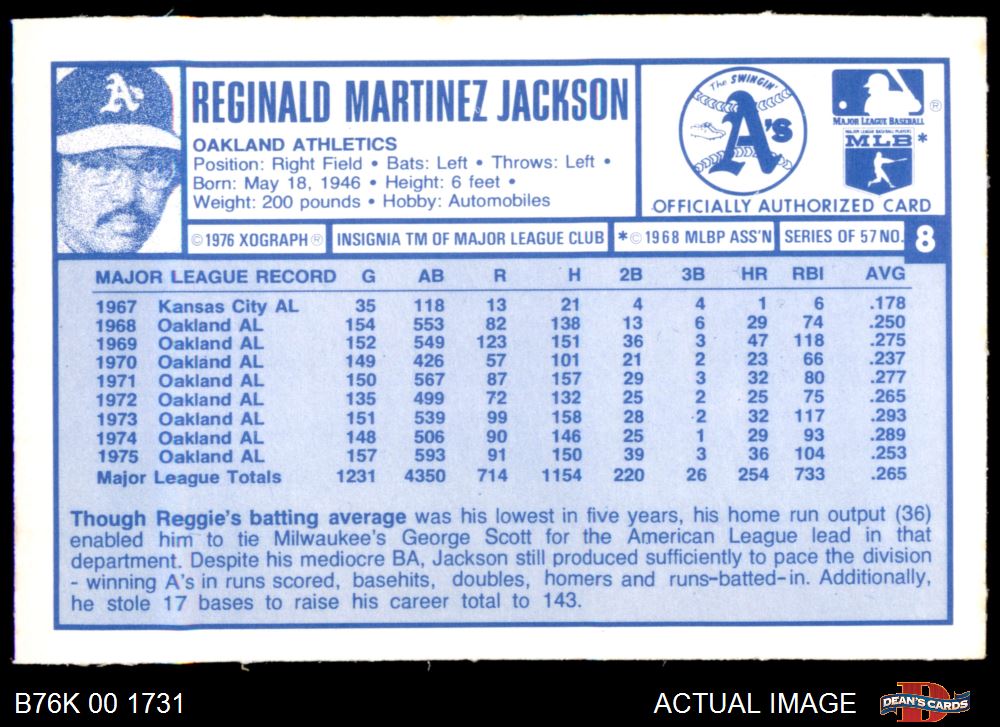 A's
REGINALD MARTINEZ JACKSON
OAKLAND ATHLETICS
Position: Right Field • Bats: Left • Throws: Left •
Born: May 18, 1946 • Height: 6 feet •
Weight: 200 pounds • Hobby: Automobiles
The SWINGIN' A's
MAJOR LEAGUE BASEBALL ®
MAJOR LEAGUE BASEBALL PLAYERS
MLB *
OFFICIALLY AUTHORIZED CARD
© 1976 XOGRAPH ® INSIGNIA TM OF MAJOR LEAGUE CLUB *© 1968 MLBP ASS'N SERIES OF 57 NO. 8
MAJOR LEAGUE RECORD G AB R H 2B 3B HR RBI AVG
1967 Kansas City AL 35 118 13 21 4 4 1 6 .178
1968 Oakland AL 154 553 82 138 13 6 29 74 .250
1969 Oakland AL 152 549 123 151 36 3 47 118 .275
1970 Oakland AL 149 426 57 101 21 2 23 66 .237
1971 Oakland AL 150 567 87 157 29 3 32 80 .277
1972 Oakland AL 135 499 72 132 25 2 25 75 .265
1973 Oakland AL 151 539 99 158 28 2 32 117 .293
1974 Oakland AL 148 506 90 146 25 1 29 93 .289
1975 Oakland AL 157 593 91 150 39 3 36 104 .253
Major League Totals 1231 4350 714 1154 220 26 254 733 .265
Though Reggie's batting average was his lowest in five years, his home run output (36)
enabled him to tie Milwaukee's George Scott for the American League lead in that
department. Despite his mediocre BA, Jackson still produced sufficiently to pace the division
- winning A's in runs scored, basehits, doubles, homers and runs-batted-in. Additionally,
he stole 17 bases to raise his career total to 143.
B76K 00 1731 ACTUAL IMAGE DEAN'S CARDS